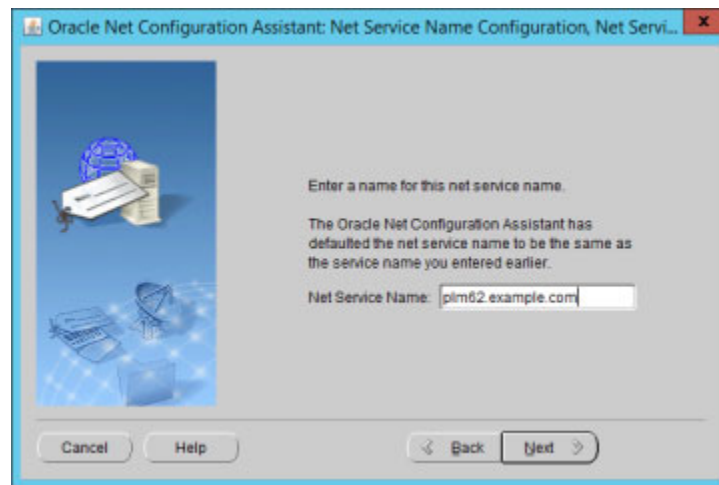 Oracle Net Configuration Assistant: Net Service Name Configuration, Net Servi...
Enter a name for this net service name.
The Oracle Net Configuration Assistant has
defaulted the net service name to be the same as
the service name you entered earlier.
Net Service Name: plm62.example.com
Cancel Help Back Next